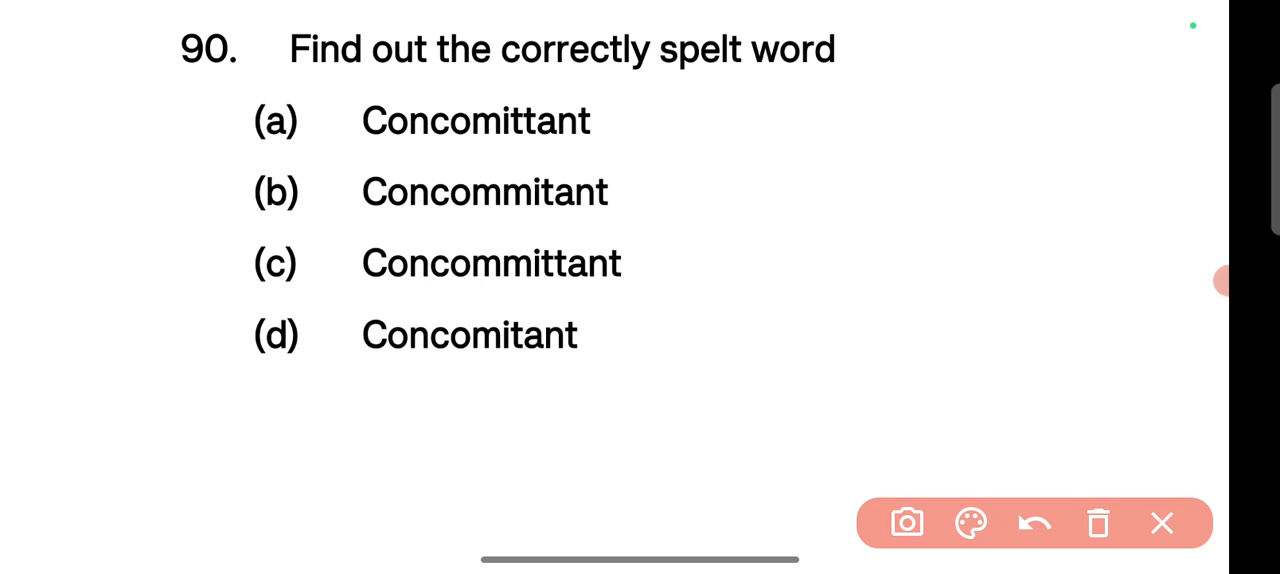 90. Find out the correctly spelt word
(a) Concomittant
(b) Concommitant
(c) Concommittant
(d) Concomitant